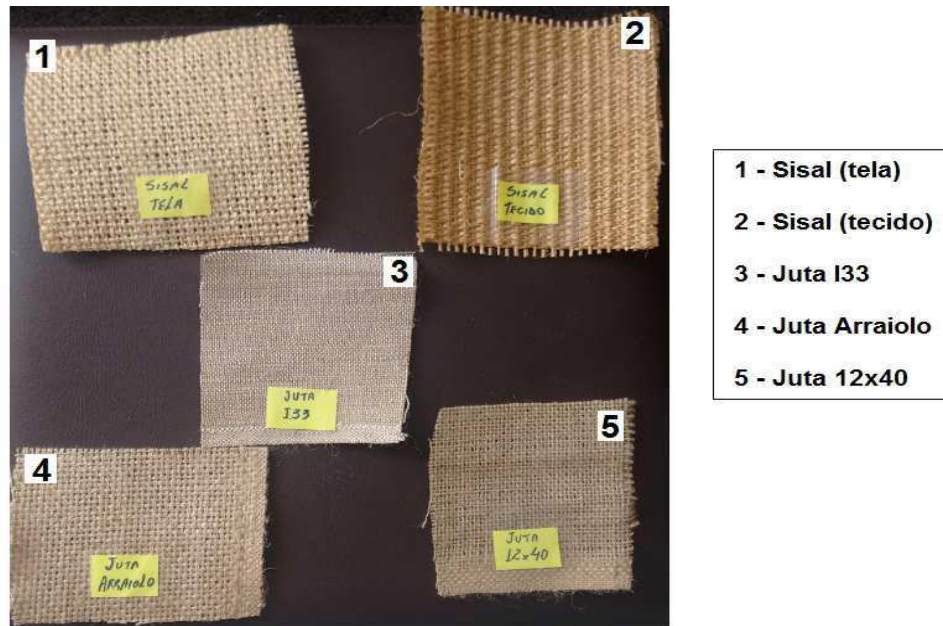 1
SISAL
TELA
2
SISAL
TECIDO
3
JUTA
I33
4
JUTA
ARRAIOLO
5
JUTA
12x40
1 - Sisal (tela)
2 - Sisal (tecido)
3 - Juta I33
4 - Juta Arraiolo
5 - Juta 12x40